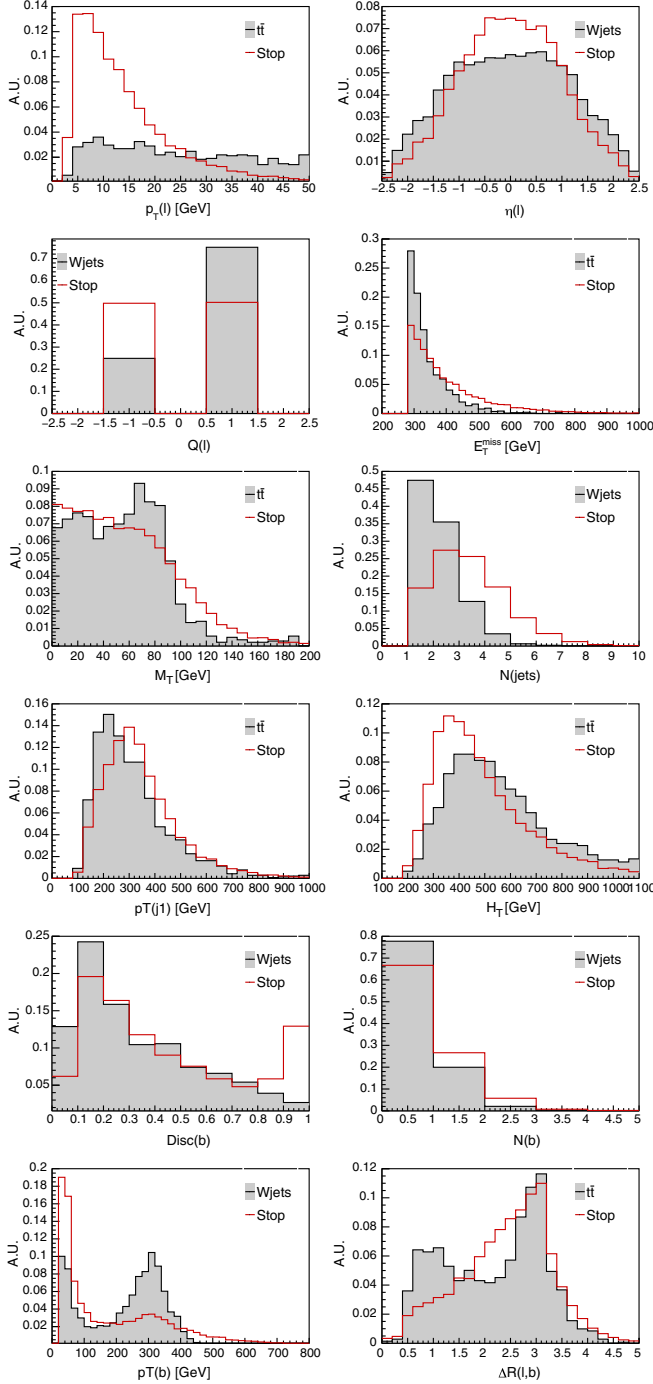 0.14
0.12
0.1
0.08
0.06
0.04
0.02
A.U.
tt̄
Stop
0 5 10 15 20 25 30 35 40 45 50
p_T(l) [GeV]
0.08
0.07
0.06
0.05
0.04
0.03
0.02
0.01
A.U.
Wjets
Stop
−2.5 −2 −1.5 −1 −0.5 0 0.5 1 1.5 2 2.5
η(l)
0.7
0.6
0.5
0.4
0.3
0.2
0.1
0
A.U.
Wjets
Stop
−2.5 −2 −1.5 −1 −0.5 0 0.5 1 1.5 2 2.5
Q(l)
0.3
0.25
0.2
0.15
0.1
0.05
0
A.U.
tt̄
Stop
200 300 400 500 600 700 800 900 1000
E_T^miss [GeV]
0.1
0.09
0.08
0.07
0.06
0.05
0.04
0.03
0.02
0.01
0
A.U.
tt̄
Stop
0 20 40 60 80 100 120 140 160 180 200
M_T [GeV]
0.5
0.45
0.4
0.35
0.3
0.25
0.2
0.15
0.1
0.05
0
A.U.
Wjets
Stop
0 1 2 3 4 5 6 7 8 9 10
N(jets)
0.16
0.14
0.12
0.1
0.08
0.06
0.04
0.02
0
A.U.
tt̄
Stop
0 100 200 300 400 500 600 700 800 900 1000
pT(j1) [GeV]
0.12
0.1
0.08
0.06
0.04
0.02
0
A.U.
tt̄
Stop
100 200 300 400 500 600 700 800 900 1000 1100
H_T [GeV]
0.25
0.2
0.15
0.1
0.05
A.U.
Wjets
Stop
0 0.1 0.2 0.3 0.4 0.5 0.6 0.7 0.8 0.9 1
Disc(b)
0.8
0.7
0.6
0.5
0.4
0.3
0.2
0.1
0
A.U.
Wjets
Stop
0 0.5 1 1.5 2 2.5 3 3.5 4 4.5 5
N(b)
0.2
0.18
0.16
0.14
0.12
0.1
0.08
0.06
0.04
0.02
A.U.
Wjets
Stop
0 100 200 300 400 500 600 700 800
pT(b) [GeV]
0.12
0.1
0.08
0.06
0.04
0.02
0
A.U.
tt̄
Stop
0 0.5 1 1.5 2 2.5 3 3.5 4 4.5 5
ΔR(l,b)